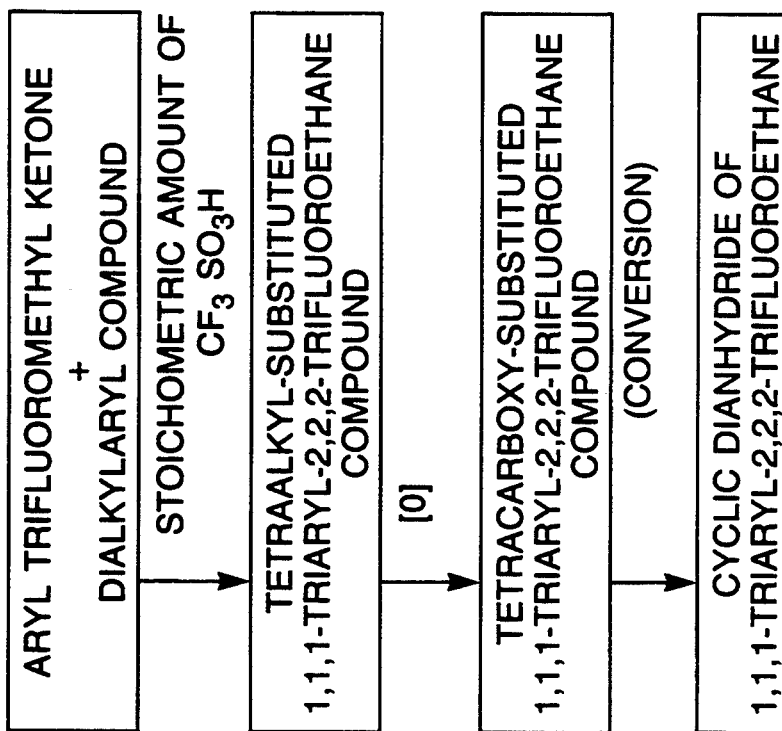 ARYL TRIFLUOROMETHYL KETONE
+
DIALKYLARYL COMPOUND
STOICHOMETRIC AMOUNT OF
CF3 SO3H
TETRAALKYL-SUBSTITUTED
1,1,1-TRIARYL-2,2,2-TRIFLUOROETHANE
COMPOUND
[0]
TETRACARBOXY-SUBSTITUTED
1,1,1-TRIARYL-2,2,2-TRIFLUOROETHANE
COMPOUND
(CONVERSION)
CYCLIC DIANHYDRIDE OF
1,1,1-TRIARYL-2,2,2-TRIFLUOROETHANE